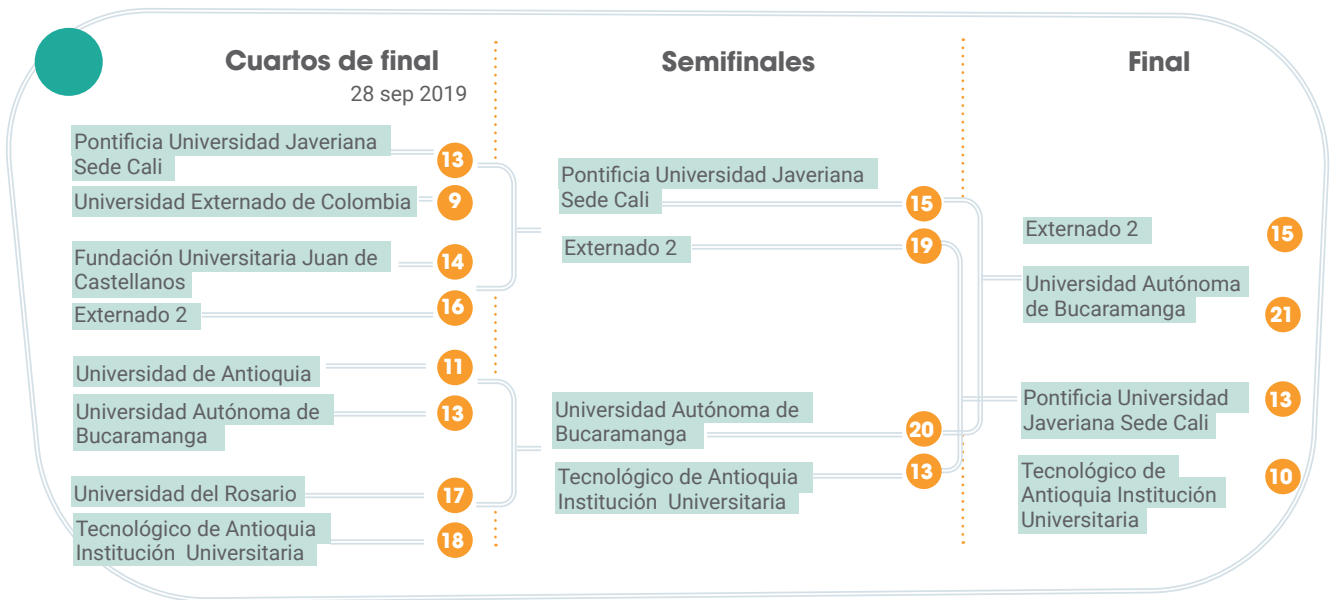 Cuartos de final
28 sep 2019
Pontificia Universidad Javeriana
Sede Cali
13
Universidad Externado de Colombia
9
Fundación Universitaria Juan de
Castellanos
14
Externado 2
16
Universidad de Antioquia
11
Universidad Autónoma de
Bucaramanga
13
Universidad del Rosario
17
Tecnológico de Antioquia
Institución Universitaria
18
Semifinales
Pontificia Universidad Javeriana
Sede Cali
15
Externado 2
19
Universidad Autónoma de
Bucaramanga
20
Tecnológico de Antioquia
Institución Universitaria
13
Final
Externado 2
15
Universidad Autónoma
de Bucaramanga
21
Pontificia Universidad
Javeriana Sede Cali
13
Tecnológico de
Antioquia Institución
Universitaria
10